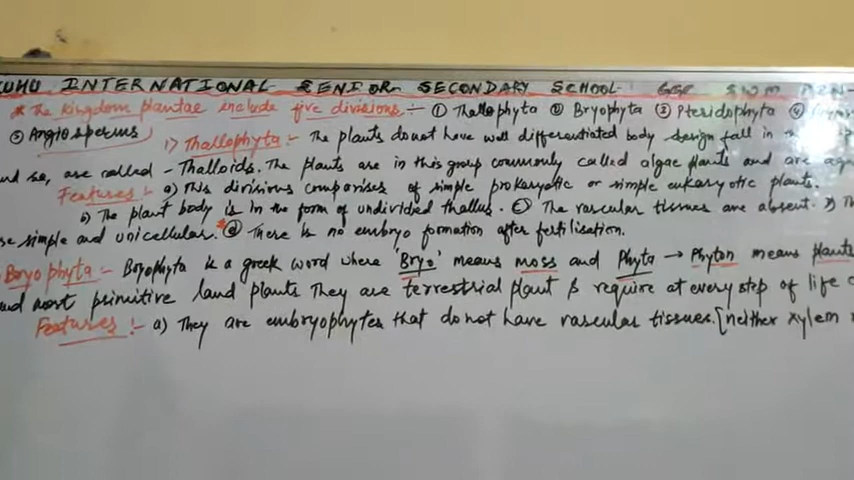 INTERNATIONAL SENIOR SECONDARY SCHOOL
* The kingdom plantae include five divisions :- ① Thallophyta ② Bryophyta ③ Pteridophyta ④
⑤ Angiosperms i) Thallophyta :- The plants do not have well differentiated body design fall in
so, are called - Thalloids. The plants are in this group commonly called algae plants and are
Features :- a) This divisions comparises of simple prokaryotic or simple eukaryotic plants.
b) The plant body is in the form of undivided thallus. c) The vascular tissues are absent.
simple and unicellular. * d There is no embryo formation after fertilisation.
Bryophyta :- Bryophyta is a greek word where 'Bryo' means moss and Phyta → Phyton means plants
and most primitive land plants They are terrestrial plant & require at every step of life
Features :- a) They are embryophytes that do not have vascular tissues. [neither xylem